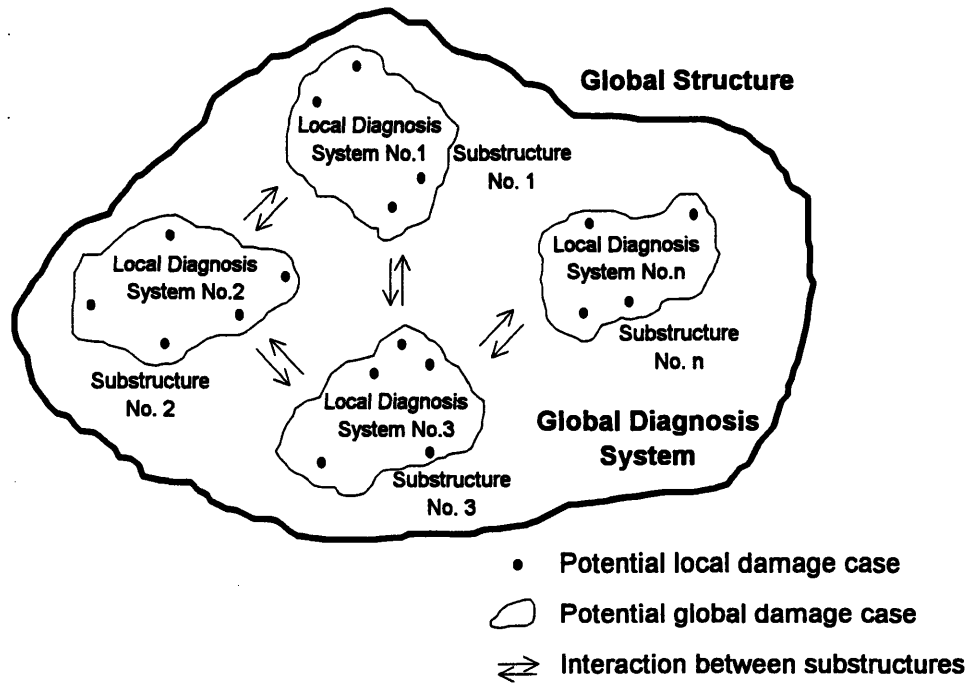 Global Structure
Local Diagnosis
System No.1
Substructure
No. 1
Local Diagnosis
System No.n
Substructure
No. n
Local Diagnosis
System No.2
Substructure
No. 2
Local Diagnosis
System No.3
Substructure
No. 3
Global Diagnosis
System
Potential local damage case
Potential global damage case
Interaction between substructures